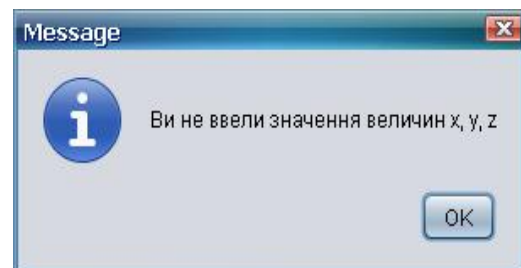 Message
Ви не ввели значення величин x, y, z
OK